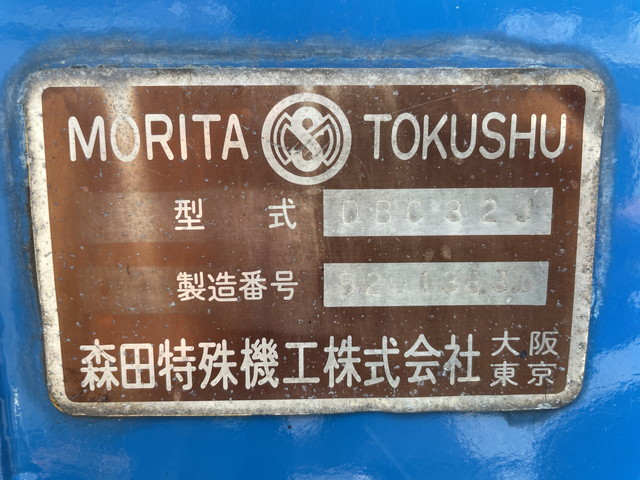 MORITA TOKUSHU
型式 DBC32J
製造番号
森田特殊機工株式会社 大阪 東京